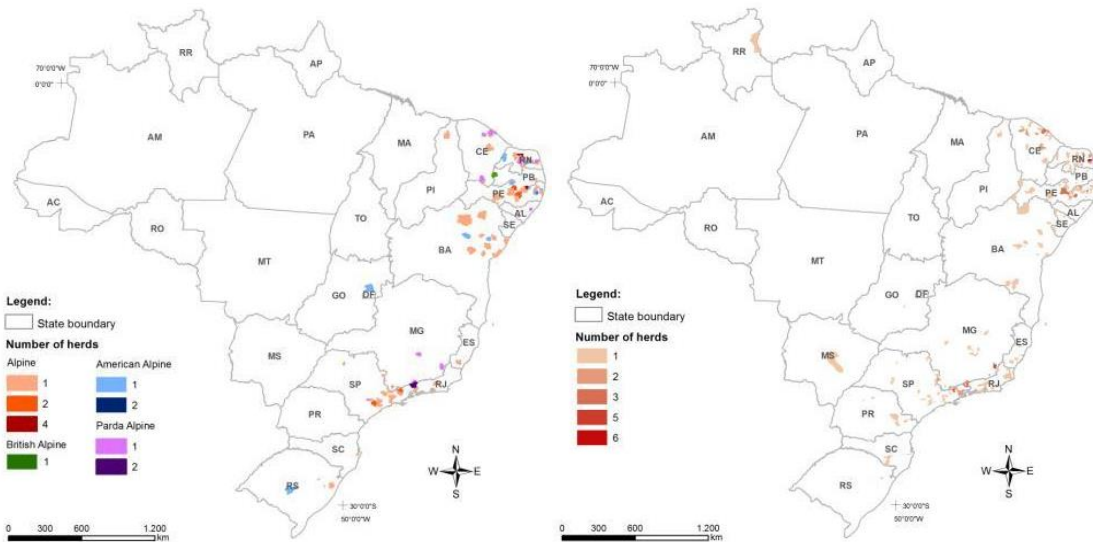 RR
AP
70°0'0"W
0°0'0"
AM
PA
MA
CE
RN
PB
PE
AL
SE
PI
AC
RO
TO
BA
MT
GO
DF
MG
ES
MS
SP
RJ
PR
SC
RS
Legend:
State boundary
Number of herds
Alpine
1
2
4
British Alpine
1
American Alpine
1
2
Parda Alpine
1
2
N
W E
S
30°0'0"S
50°0'0"W
0 300 600 1.200
km
RR
AP
70°0'0"W
0°0'0"
AM
PA
MA
CE
RN
PB
PE
AL
SE
PI
AC
RO
TO
BA
MT
GO
DF
MG
ES
MS
SP
RJ
PR
SC
RS
Legend:
State boundary
Number of herds
1
2
3
5
6
N
W E
S
30°0'0"S
50°0'0"W
0 300 600 1.200
km